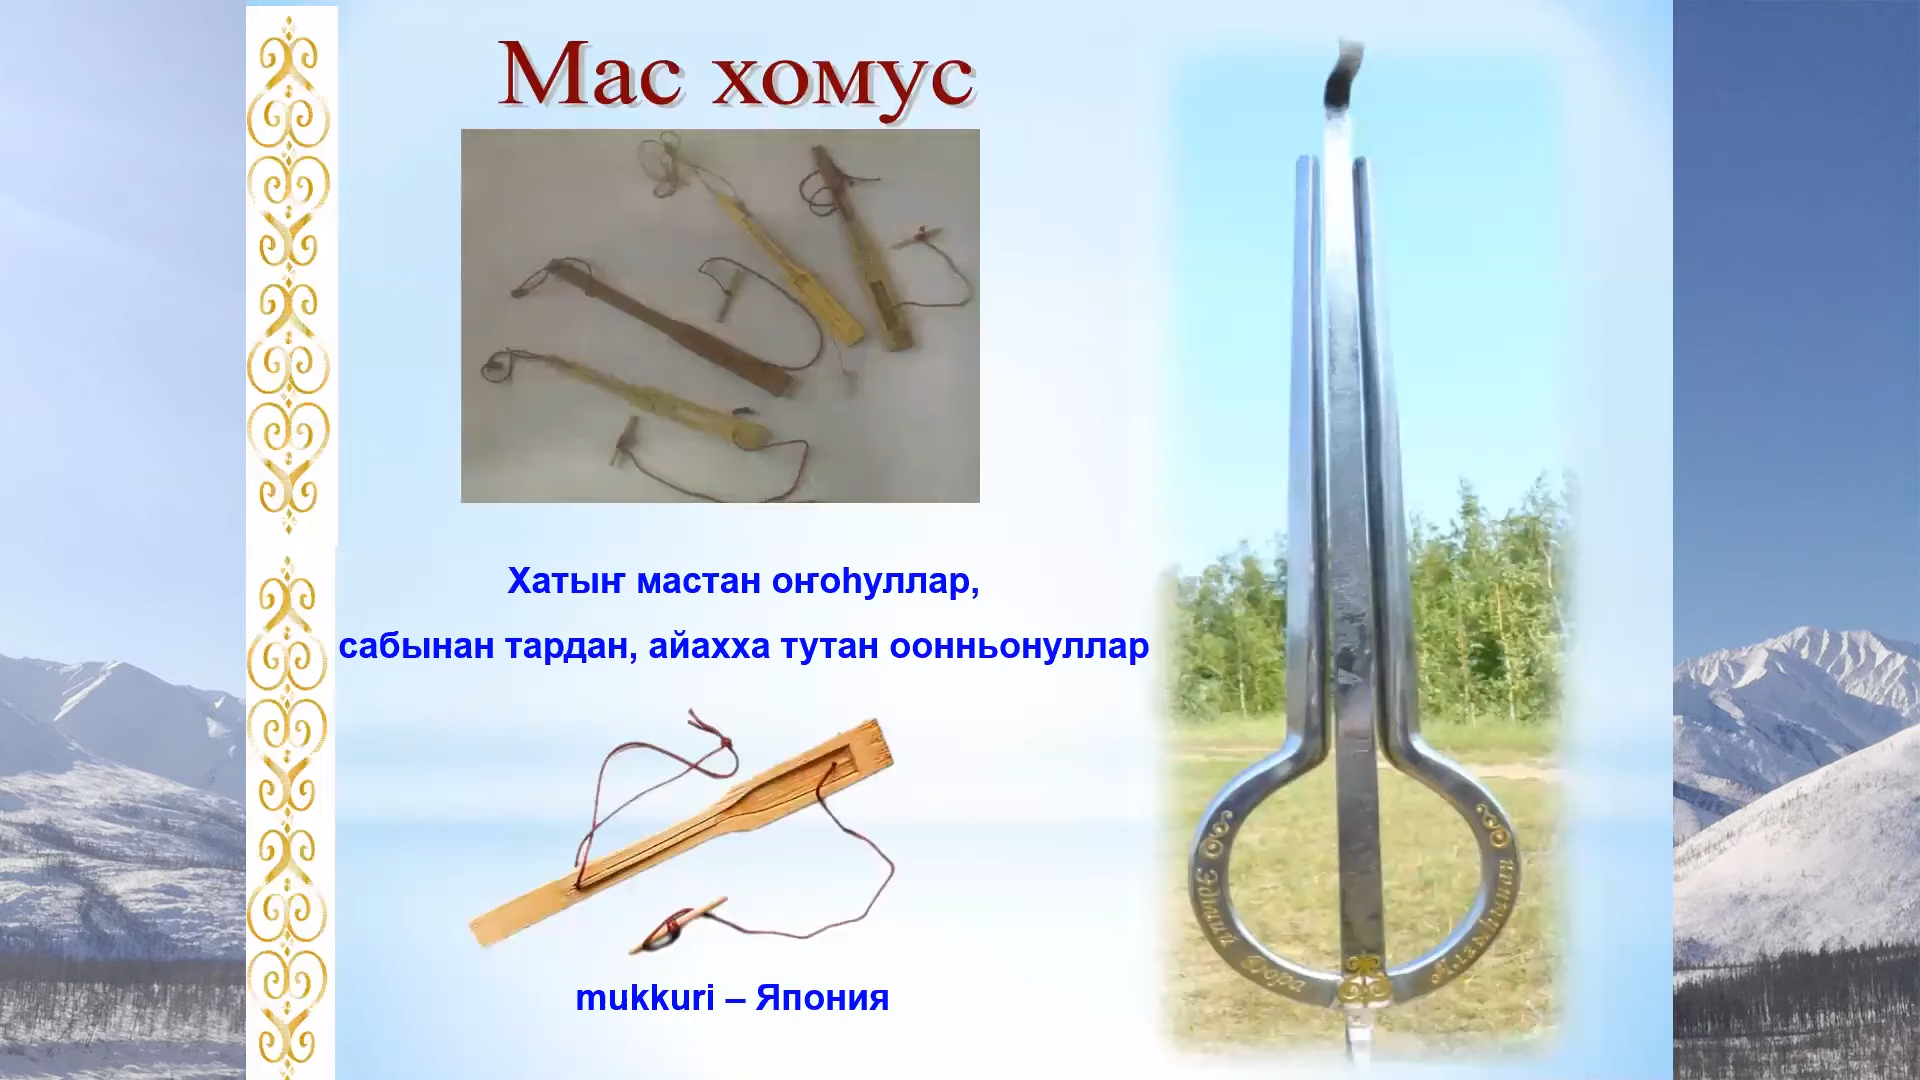 Мас хомус
Хатыҥ мастан оҥоһуллар,
сабынан тардан, айахха тутан оонньонуллар
mukkuri – Япония